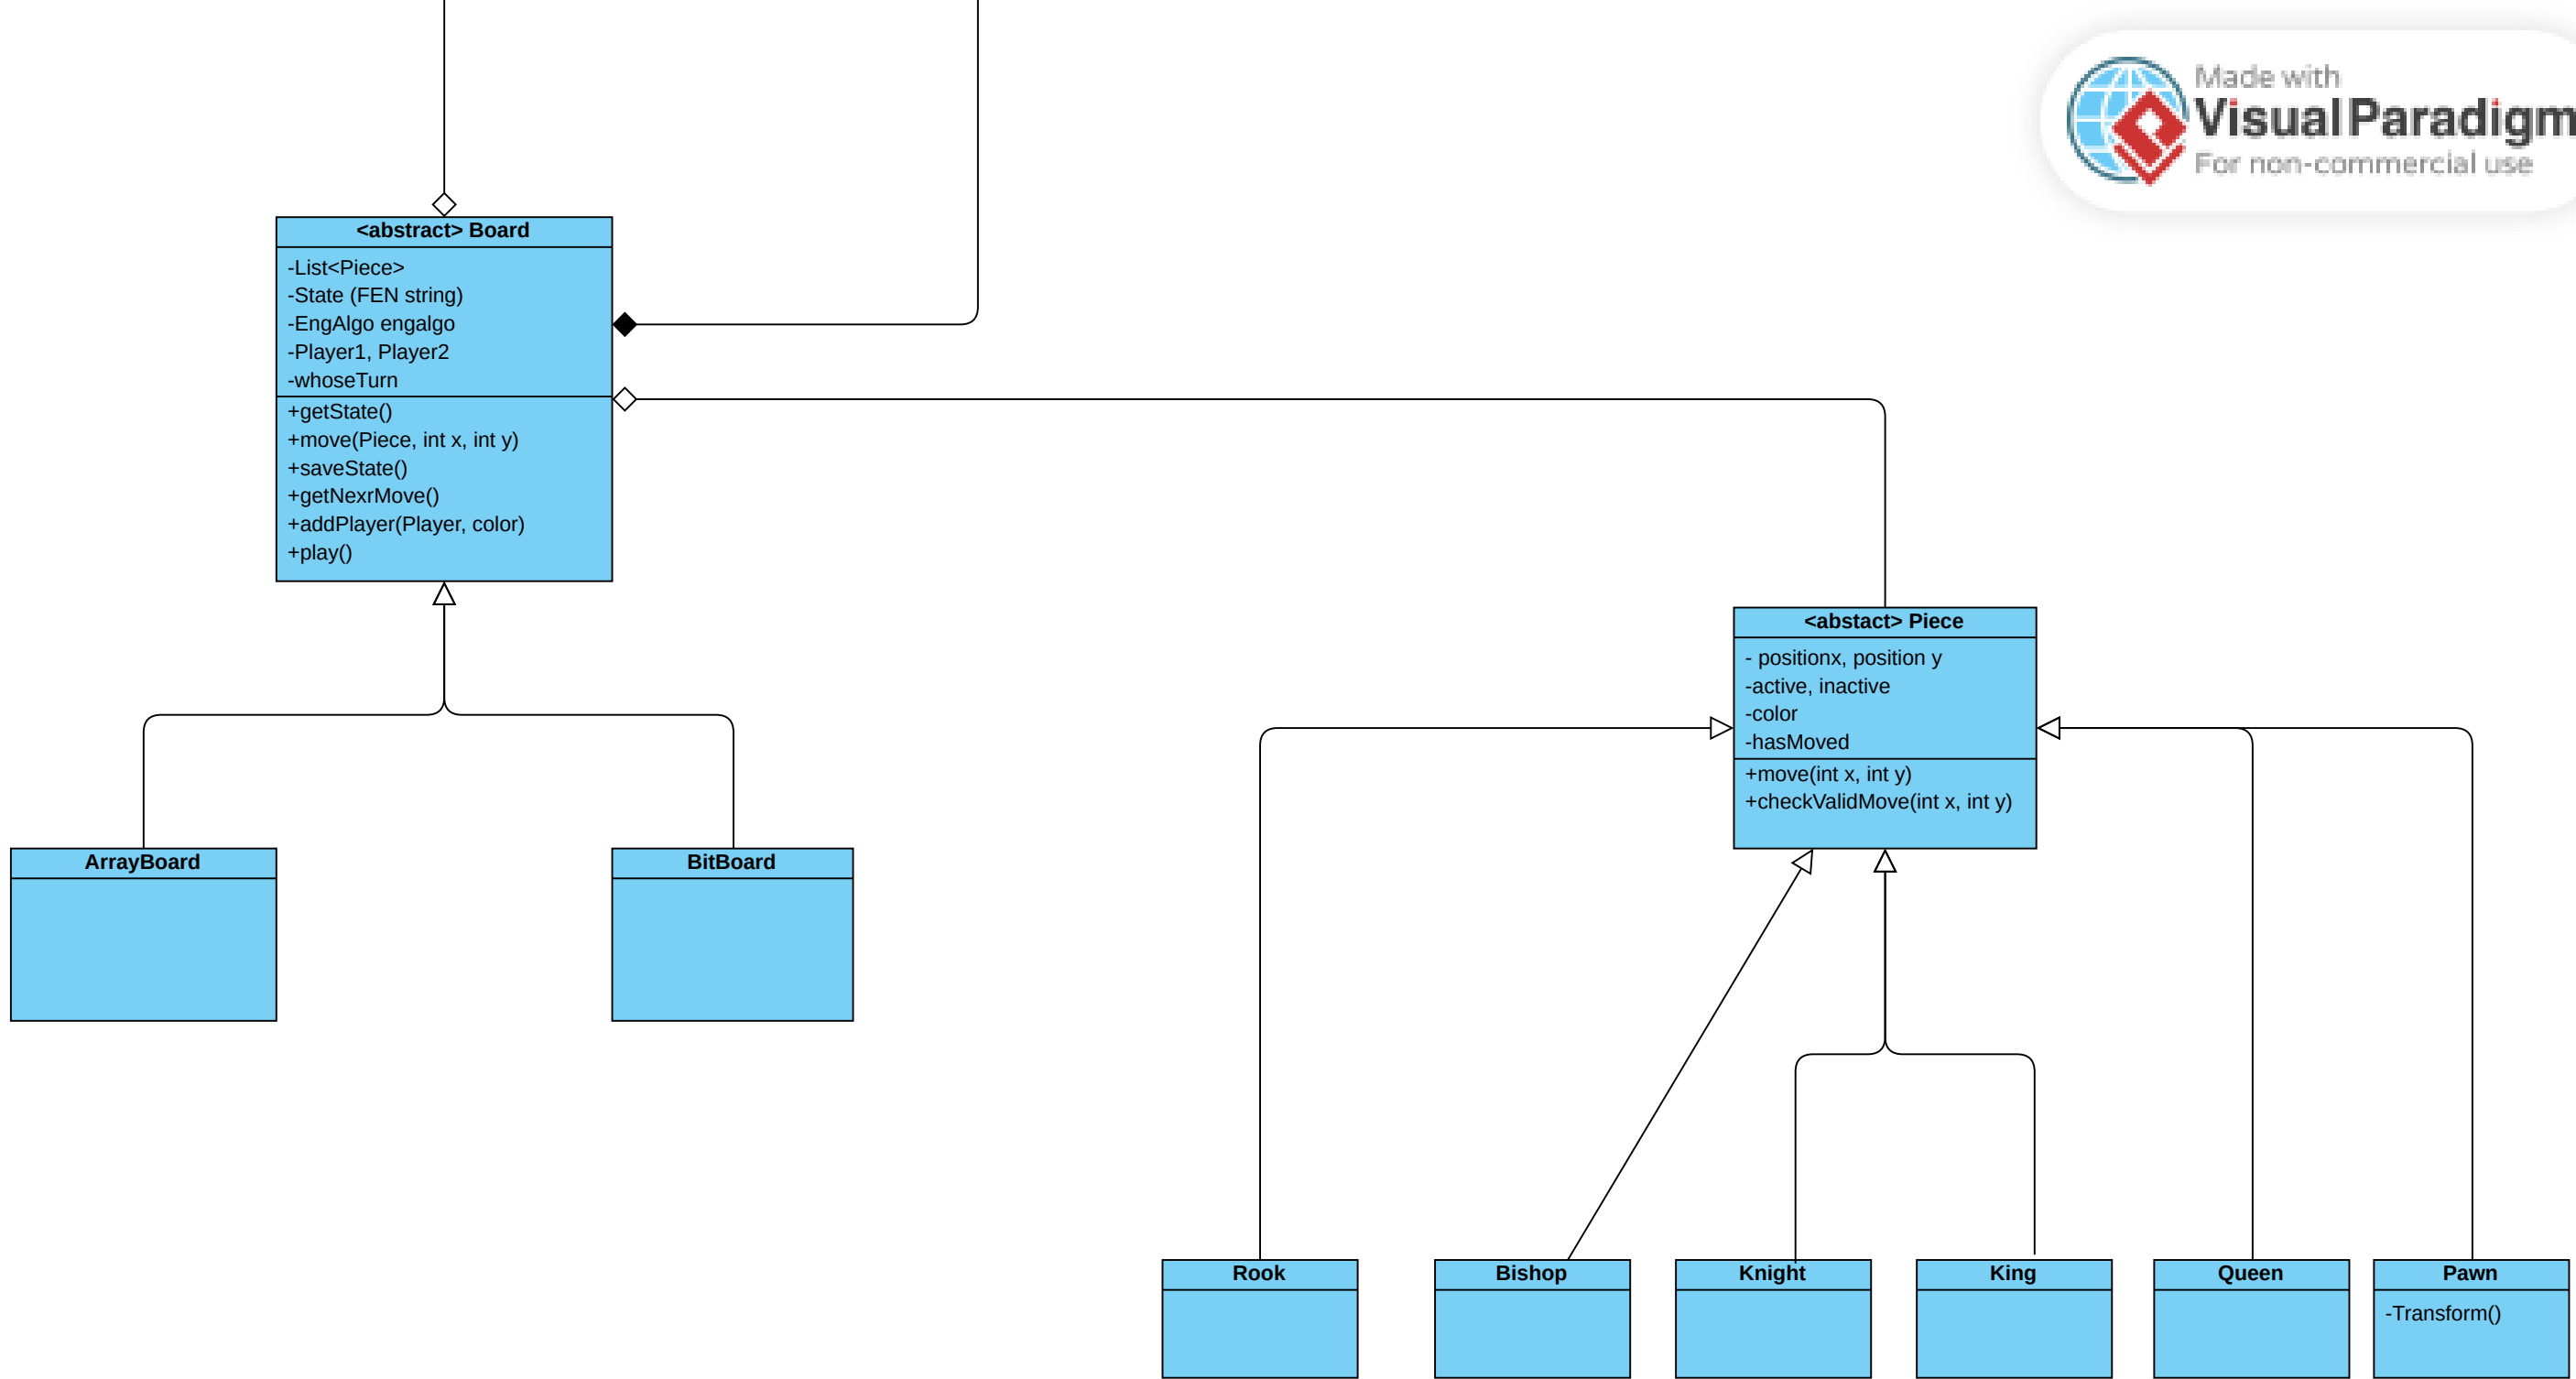 Made with
Visual Paradigm
For non-commercial use
<abstract> Board
-List<Piece>
-State (FEN string)
-EngAlgo engalgo
-Player1, Player2
-whoseTurn
+getState()
+move(Piece, int x, int y)
+saveState()
+getNexrMove()
+addPlayer(Player, color)
+play()
<abstact> Piece
- positionx, position y
-active, inactive
-color
-hasMoved
+move(int x, int y)
+checkValidMove(int x, int y)
ArrayBoard
BitBoard
Rook
Bishop
Knight
King
Queen
Pawn
-Transform()